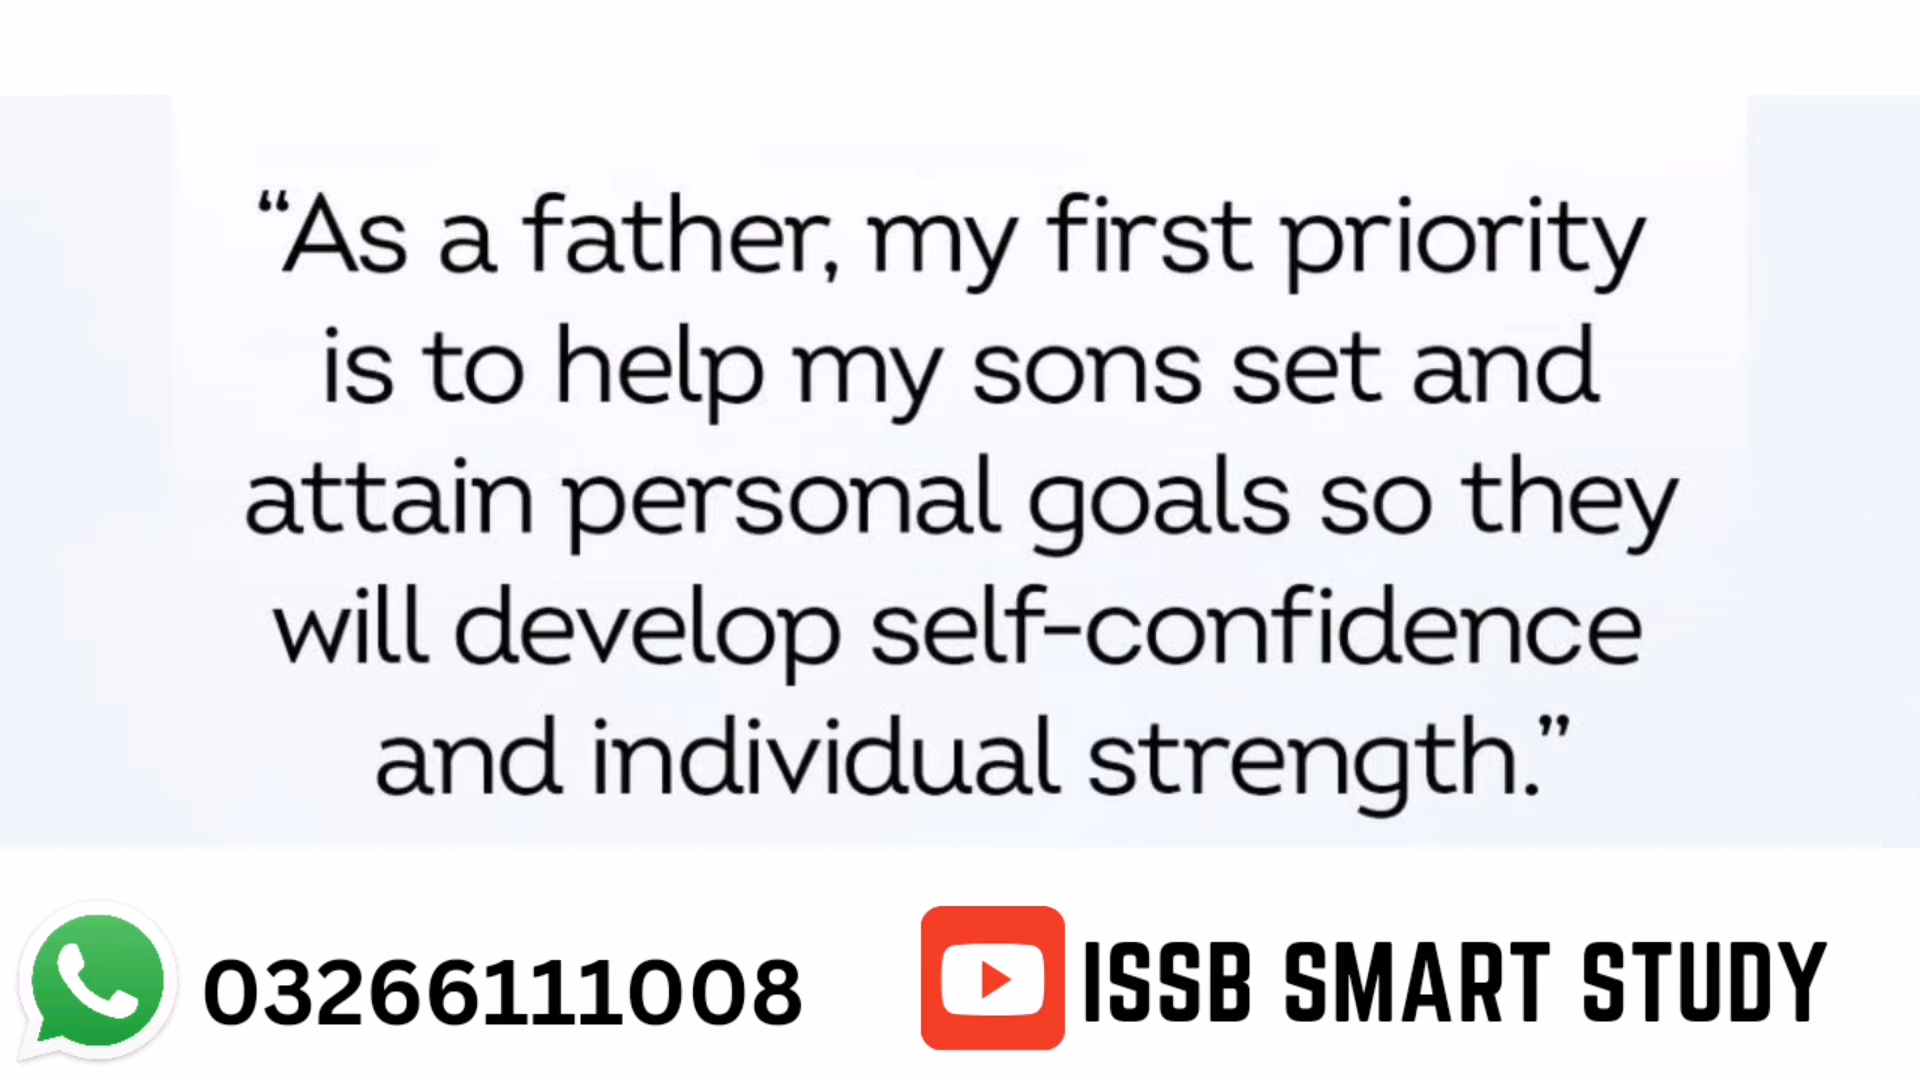 “As a father, my first priority
is to help my sons set and
attain personal goals so they
will develop self-confidence
and individual strength.”
03266111008
ISSB SMART STUDY